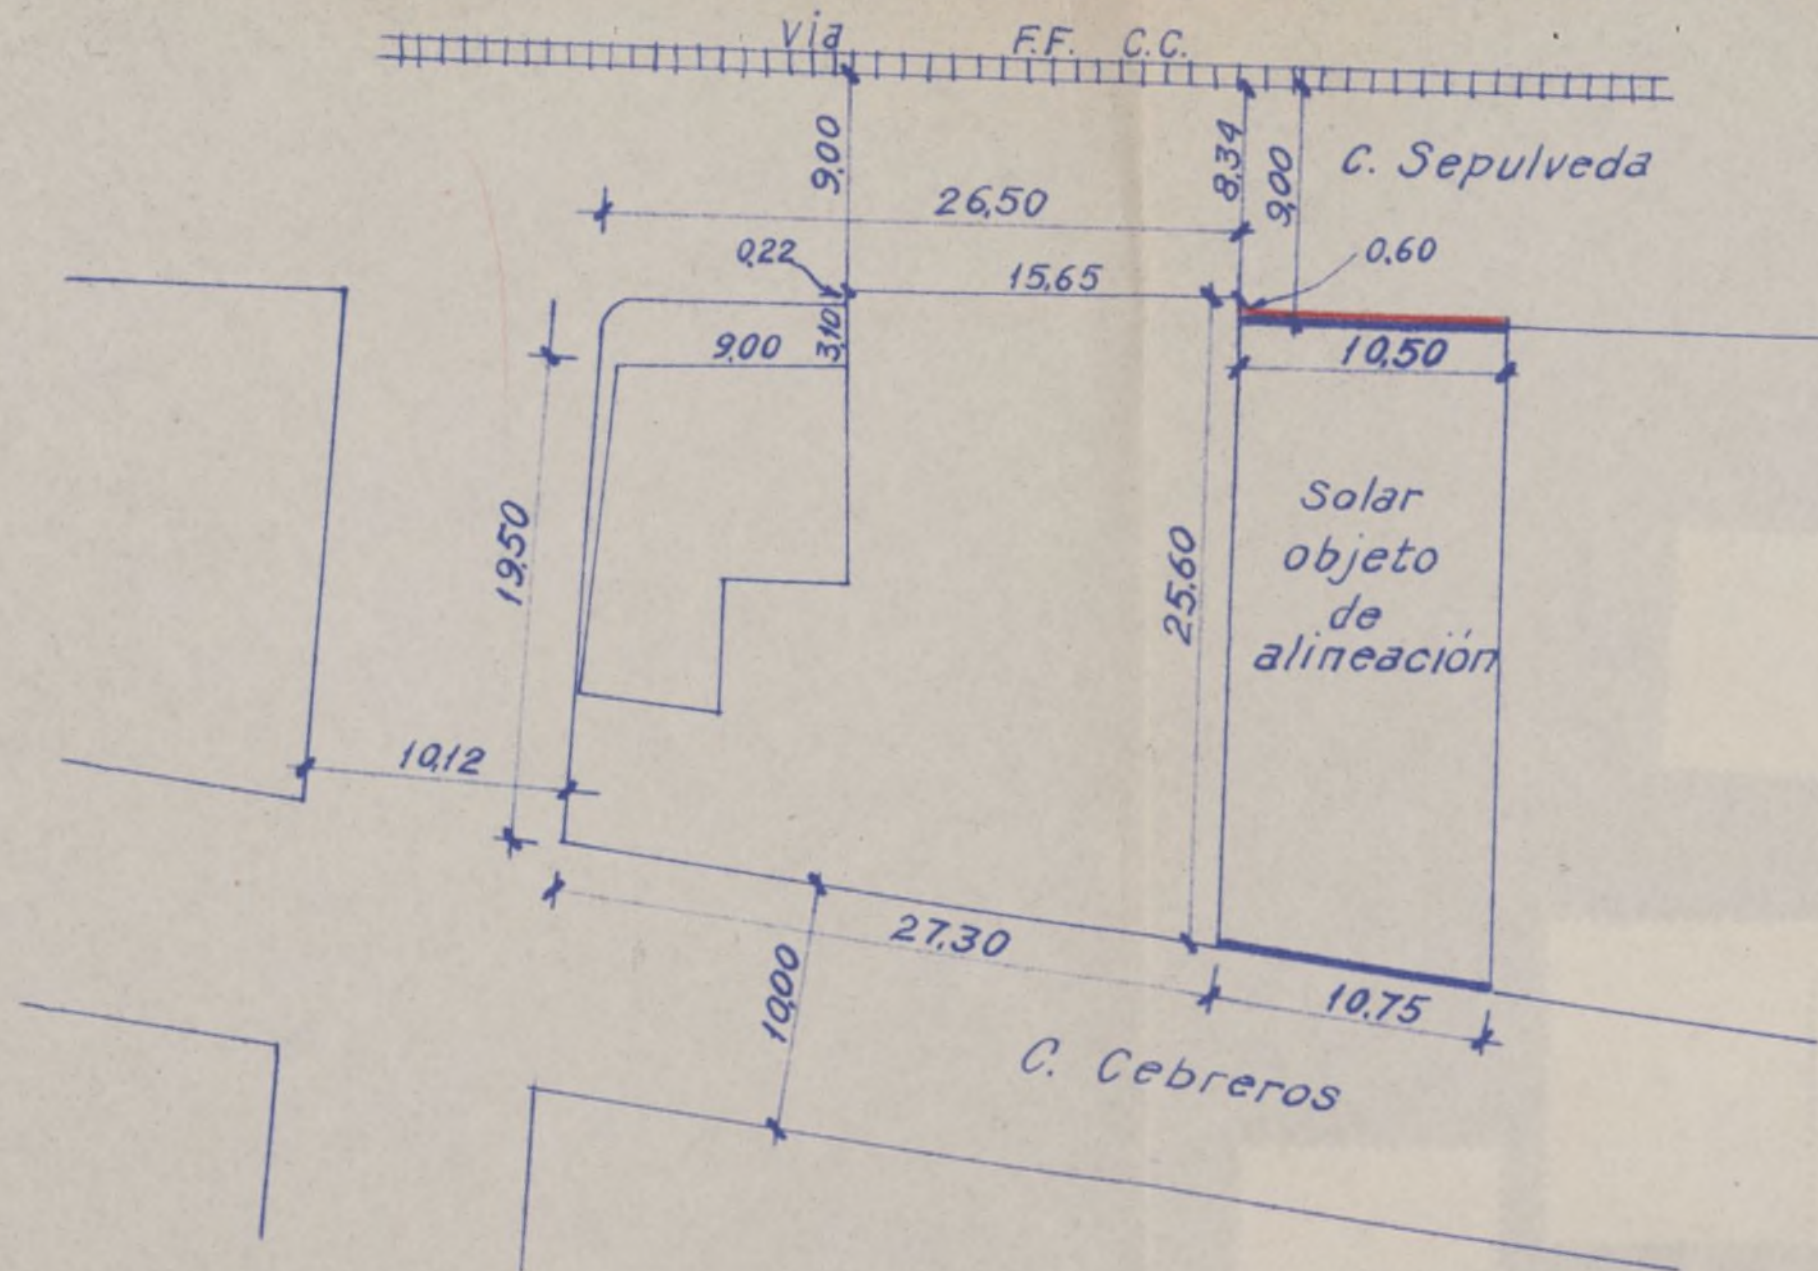 via F.F. C.C.
9,00
8,34
9,00
C. Sepulveda
26,50
0,22
15,65
0,60
9,00
3,10
10,50
19,50
25,60
Solar
objeto
de
alineación
10,12
27,30
10,00
10,75
C. Cebreros